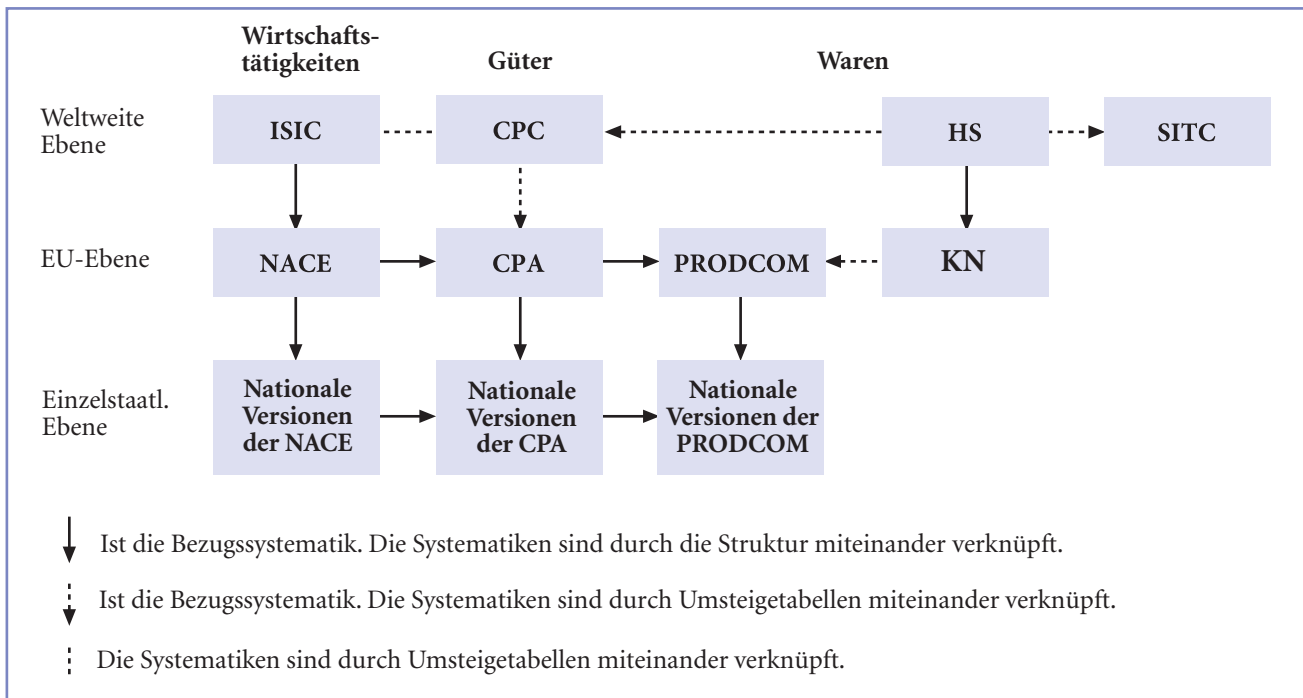 Wirtschafts-
tätigkeiten
Güter
Waren
Weltweite
Ebene
ISIC
CPC
HS
SITC
EU-Ebene
NACE
CPA
PRODCOM
KN
Einzelstaatl.
Ebene
Nationale
Versionen
der NACE
Nationale
Versionen
der CPA
Nationale
Versionen der
PRODCOM
Ist die Bezugssystematik. Die Systematiken sind durch die Struktur miteinander verknüpft.
Ist die Bezugssystematik. Die Systematiken sind durch Umsteigetabellen miteinander verknüpft.
Die Systematiken sind durch Umsteigetabellen miteinander verknüpft.